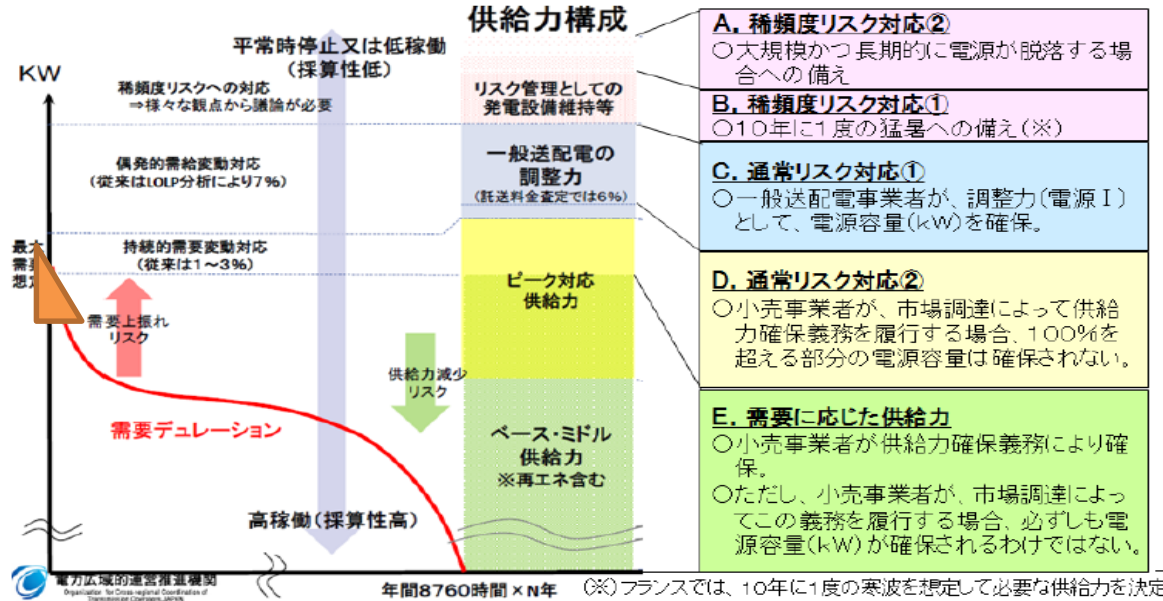 供給力構成
平常時停止又は低稼働
(採算性低)
KW
稀頻度リスクへの対応
⇒様々な観点から議論が必要
偶発的需給変動対応
(従来はLOLP分析により7%)
最大
需要
想定
持続的需要変動対応
(従来は1～3%)
需要上振れ
リスク
供給力減少
リスク
需要デュレーション
高稼働(採算性高)
年間8760時間×N年
リスク管理としての
発電設備維持等
一般送配電の
調整力
(託送料金査定では6%)
ピーク対応
供給力
ベース・ミドル
供給力
※再エネ含む
A. 稀頻度リスク対応②
○大規模かつ長期的に電源が脱落する場
合への備え
B. 稀頻度リスク対応①
○10年に1度の猛暑への備え(※)
C. 通常リスク対応①
○一般送配電事業者が、調整力(電源Ⅰ)
として、電源容量(kW)を確保。
D. 通常リスク対応②
○小売事業者が、市場調達によって供給
力確保義務を履行する場合、100%を
超える部分の電源容量は確保されない。
E. 需要に応じた供給力
○小売事業者が供給力確保義務により確
保。
○ただし、小売事業者が、市場調達によっ
てこの義務を履行する場合、必ずしも電
源容量(kW)が確保されるわけではない。
電力広域的運営推進機関
Organization for Cross-regional Coordination of
Transmission Operators, JAPAN
(※)フランスでは、10年に1度の寒波を想定して必要な供給力を決定